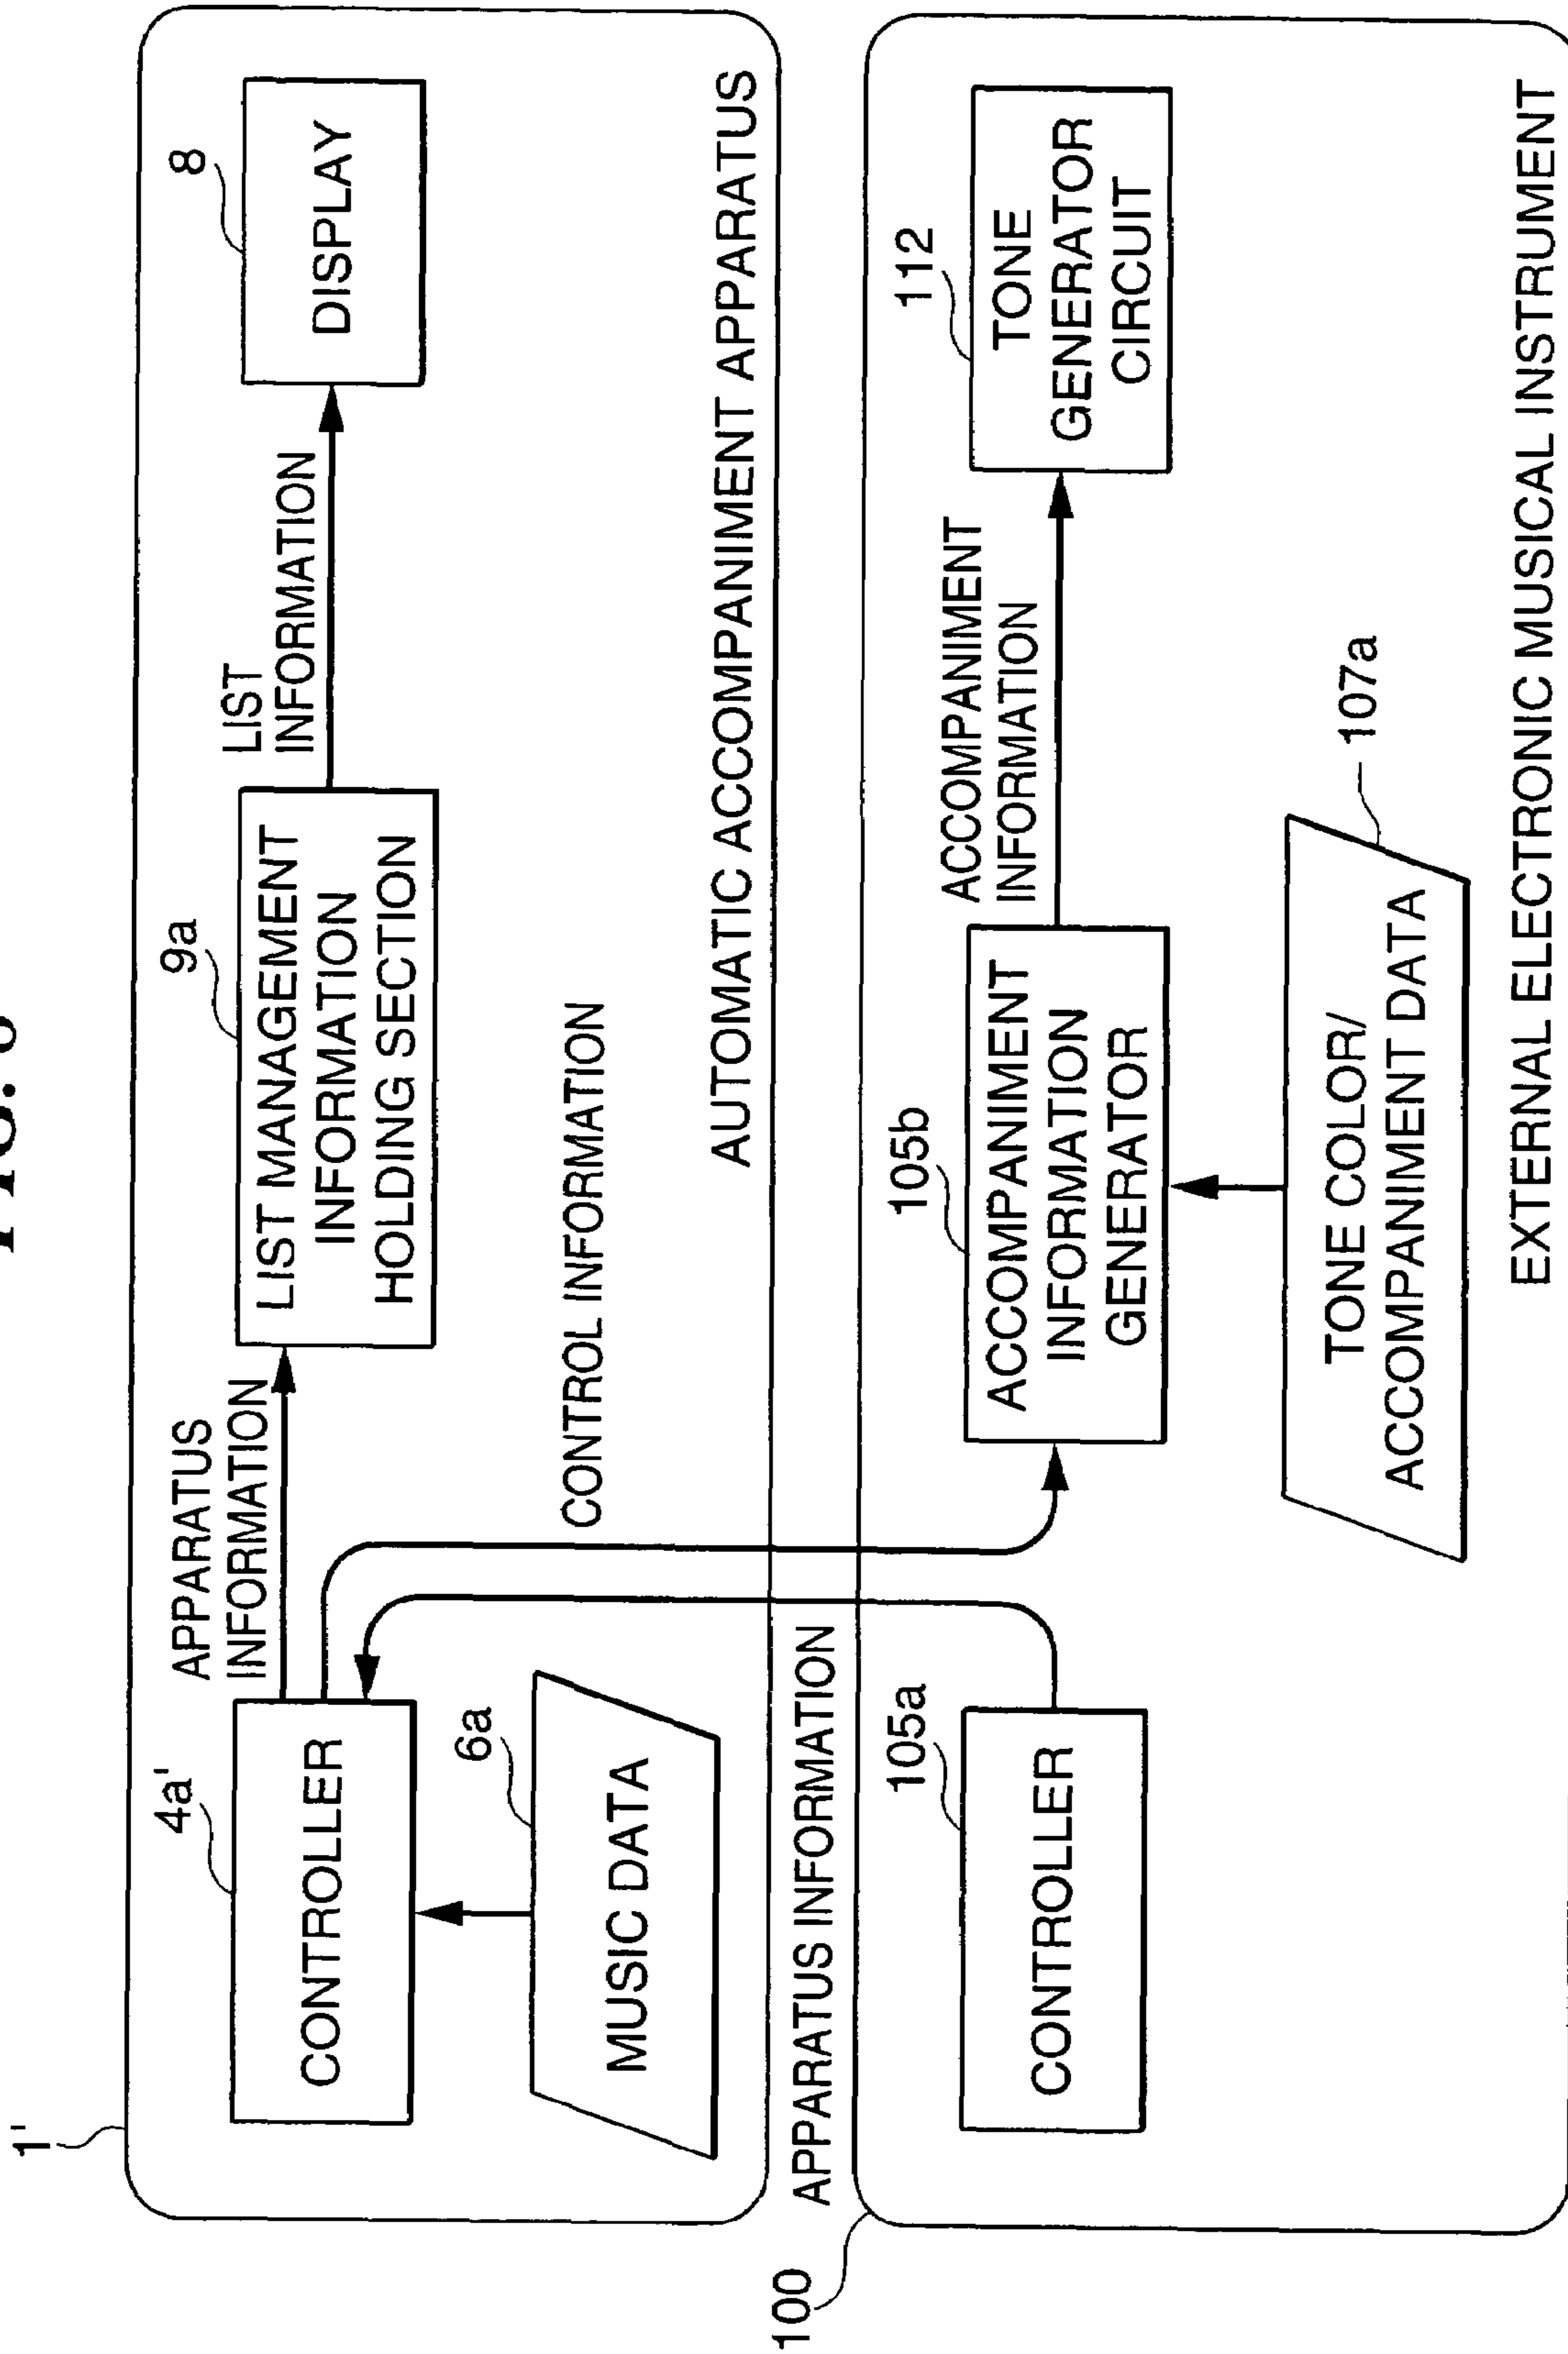 1'
4a'
CONTROLLER
APPARATUS
INFORMATION
9a
LIST MANAGEMENT
INFORMATION
HOLDING SECTION
LIST
INFORMATION
8
DISPLAY
6a
MUSIC DATA
CONTROL INFORMATION
AUTOMATIC ACCOMPANIMENT APPARATUS
APPARATUS INFORMATION
100
105a
CONTROLLER
105b
ACCOMPANIMENT
INFORMATION
GENERATOR
ACCOMPANIMENT
INFORMATION
112
TONE
GENERATOR
CIRCUIT
107a
TONE COLOR/
ACCOMPANIMENT DATA
EXTERNAL ELECTRONIC MUSICAL INSTRUMENT